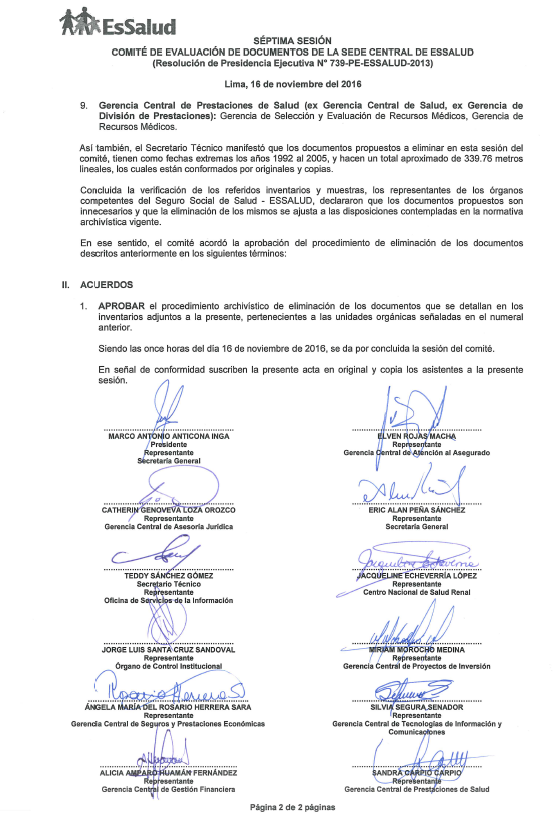 EsSalud
SÉPTIMA SESIÓN
COMITÉ DE EVALUACIÓN DE DOCUMENTOS DE LA SEDE CENTRAL DE ESSALUD
(Resolución de Presidencia Ejecutiva N° 739-PE-ESSALUD-2013)
Lima, 16 de noviembre del 2016
9. Gerencia Central de Prestaciones de Salud (ex Gerencia Central de Salud, ex Gerencia de
División de Prestaciones): Gerencia de Selección y Evaluación de Recursos Médicos, Gerencia de
Recursos Médicos.
Así también, el Secretario Técnico manifestó que los documentos propuestos a eliminar en esta sesión del
comité, tienen como fechas extremas los años 1992 al 2005, y hacen un total aproximado de 339.76 metros
lineales, los cuales están conformados por originales y copias.
Concluida la verificación de los referidos inventarios y muestras, los representantes de los órganos
competentes del Seguro Social de Salud - ESSALUD, declararon que los documentos propuestos son
innecesarios y que la eliminación de los mismos se ajusta a las disposiciones contempladas en la normativa
archivística vigente.
En ese sentido, el comité acordó la aprobación del procedimiento de eliminación de los documentos
descritos anteriormente en los siguientes términos:
II. ACUERDOS
1. APROBAR el procedimiento archivístico de eliminación de los documentos que se detallan en los
inventarios adjuntos a la presente, pertenecientes a las unidades orgánicas señaladas en el numeral
anterior.
Siendo las once horas del día 16 de noviembre de 2016, se da por concluida la sesión del comité.
En señal de conformidad suscriben la presente acta en original y copia los asistentes a la presente
sesión.
MARCO ANTONIO ANTICONA INGA
Presidente
Representante
Secretaría General
ELVEN ROJAS MACHA
Representante
Gerencia Central de Atención al Asegurado
CATHERIN GENOVEVA LOZA OROZCO
Representante
Gerencia Central de Asesoría Jurídica
ERIC ALAN PEÑA SÁNCHEZ
Representante
Secretaría General
TEDDY SÁNCHEZ GÓMEZ
Secretario Técnico
Representante
Oficina de Servicios de la Información
Jacqueline Echeverría
JACQUELINE ECHEVERRÍA LÓPEZ
Representante
Centro Nacional de Salud Renal
JORGE LUIS SANTA CRUZ SANDOVAL
Representante
Órgano de Control Institucional
MIRIAM MOROCHO MEDINA
Representante
Gerencia Central de Proyectos de Inversión
Rosario Herrera S
ÁNGELA MARÍA DEL ROSARIO HERRERA SARA
Representante
Gerencia Central de Seguros y Prestaciones Económicas
SILVIA SEGURA SENADOR
Representante
Gerencia Central de Tecnologías de Información y
Comunicaciones
ALICIA AMPARO HUAMÁN FERNÁNDEZ
Representante
Gerencia Central de Gestión Financiera
SANDRA CARPIO CARPIO
Representante
Gerencia Central de Prestaciones de Salud
Página 2 de 2 páginas